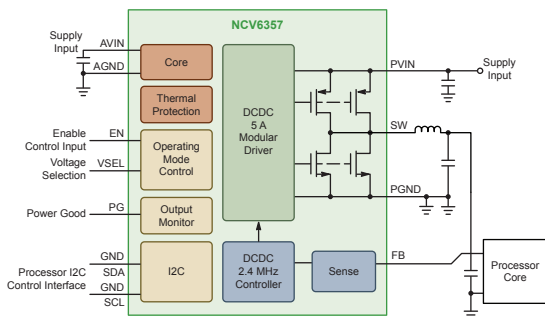 NCV6357
Supply
Input
AVIN
AGND
Core
Thermal
Protection
DCDC
5 A
Modular
Driver
PVIN
Supply
Input
SW
Enable
Control Input
EN
Voltage
Selection
VSEL
Operating
Mode
Control
PGND
Power Good
PG
Output
Monitor
Processor I2C
Control Interface
GND
SDA
GND
SCL
I2C
DCDC
2.4 MHz
Controller
Sense
FB
Processor
Core